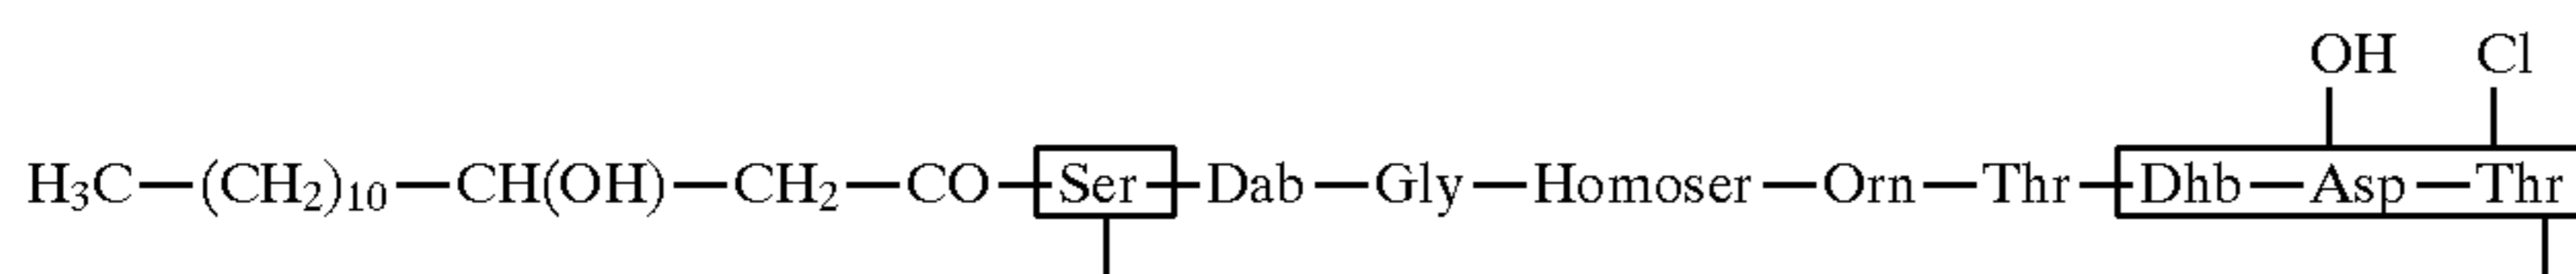 OH Cl
H₃C—(CH₂)₁₀—CH(OH)—CH₂—CO—Ser—Dab—Gly—Homoser—Orn—Thr—Dhb—Asp—Thr